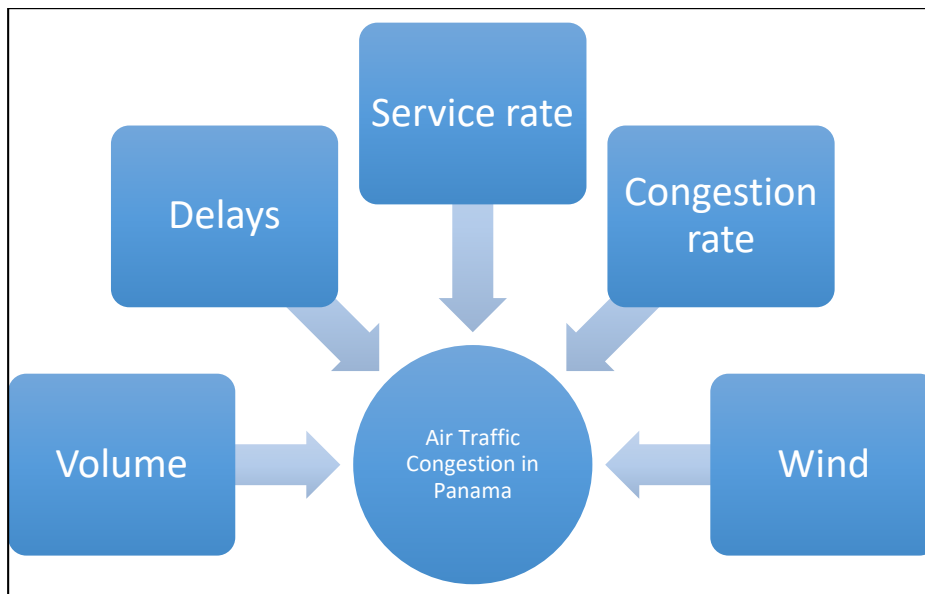 Service rate
Delays
Congestion
rate
Volume
Air Traffic
Congestion in
Panama
Wind